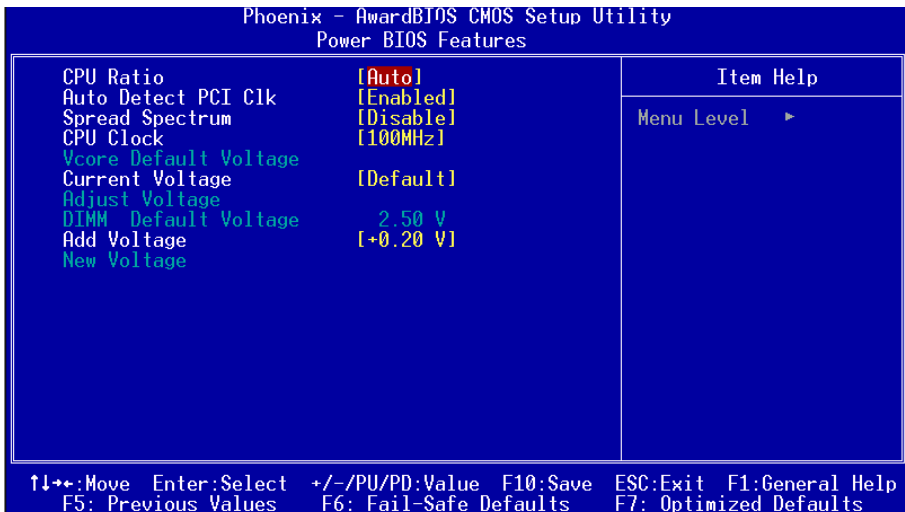 Phoenix - AwardBIOS CMOS Setup Utility
Power BIOS Features
CPU Ratio [Auto]
Auto Detect PCI Clk [Enabled]
Spread Spectrum [Disable]
CPU Clock [100MHz]
Vcore Default Voltage
Current Voltage [Default]
Adjust Voltage
DIMM Default Voltage 2.50 V
Add Voltage [+0.20 V]
New Voltage
Item Help
Menu Level ►
↑↓→←:Move Enter:Select +/-/PU/PD:Value F10:Save ESC:Exit F1:General Help
F5: Previous Values F6: Fail-Safe Defaults F7: Optimized Defaults